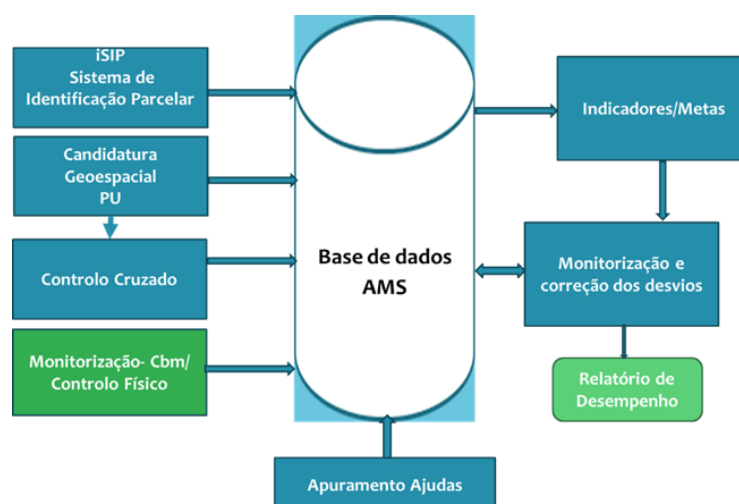 iSIP
Sistema de
Identificação Parcelar
Candidatura
Geoespacial
PU
Controlo Cruzado
Monitorização- Cbm/
Controlo Físico
Base de dados
AMS
Apuramento Ajudas
Indicadores/Metas
Monitorização e
correção dos desvios
Relatório de
Desempenho